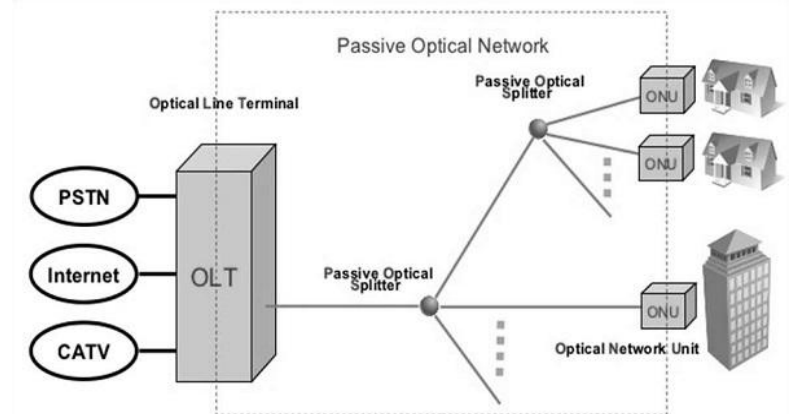 Passive Optical Network
Passive Optical
Splitter
ONU
Optical Line Terminal
ONU
PSTN
Internet
OLT
Passive Optical
Splitter
ONU
CATV
Optical Network Unit